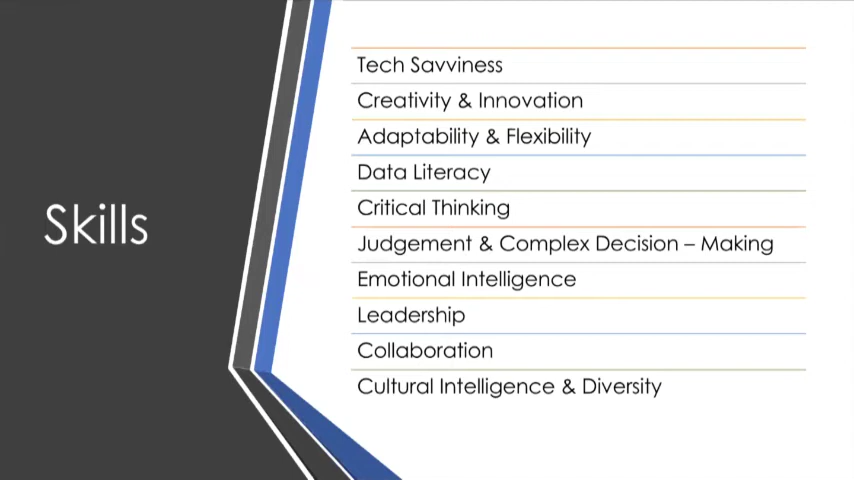 Skills
Tech Savviness
Creativity & Innovation
Adaptability & Flexibility
Data Literacy
Critical Thinking
Judgement & Complex Decision – Making
Emotional Intelligence
Leadership
Collaboration
Cultural Intelligence & Diversity